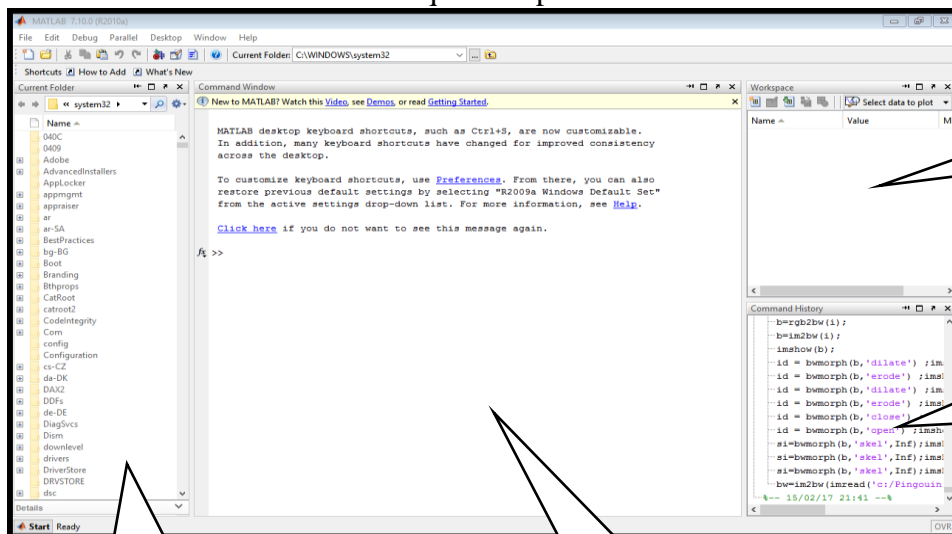 MATLAB 7.10.0 (R2010a)
File Edit Debug Parallel Desktop Window Help
Current Folder: C:\WINDOWS\system32
Shortcuts How to Add What's New
Current Folder
« system32
Name
040C
0409
Adobe
AdvancedInstallers
AppLocker
appmgmt
appraiser
ar
ar-SA
BestPractices
bg-BG
Boot
Branding
Bthprops
CatRoot
catroot2
CodeIntegrity
Com
config
Configuration
cs-CZ
da-DK
DAX2
DDFs
de-DE
DiagSvcs
Dism
downlevel
drivers
DriverStore
DRVSTORE
dsc
Details
Start Ready
Command Window
New to MATLAB? Watch this Video, see Demos, or read Getting Started.
MATLAB desktop keyboard shortcuts, such as Ctrl+S, are now customizable.
In addition, many keyboard shortcuts have changed for improved consistency
across the desktop.
To customize keyboard shortcuts, use Preferences. From there, you can also
restore previous default settings by selecting "R2009a Windows Default Set"
from the active settings drop-down list. For more information, see Help.
Click here if you do not want to see this message again.
fx >>
Workspace
Select data to plot
Name Value M
Command History
b=rgb2bw(i);
b=im2bw(i);
imshow(b);
id = bwmorph(b,'dilate') ;im
id = bwmorph(b,'erode') ;ims
id = bwmorph(b,'dilate') ;im
id = bwmorph(b,'erode') ;ims
id = bwmorph(b,'close')
id = bwmorph(b,'open') ;imsh
si=bwmorph(b,'skel',Inf);ims
si=bwmorph(b,'skel',Inf);ims
si=bwmorph(b,'skel',Inf);ims
bw=im2bw(imread('c:/Pingouin
%-- 15/02/17 21:41 --%
OVR